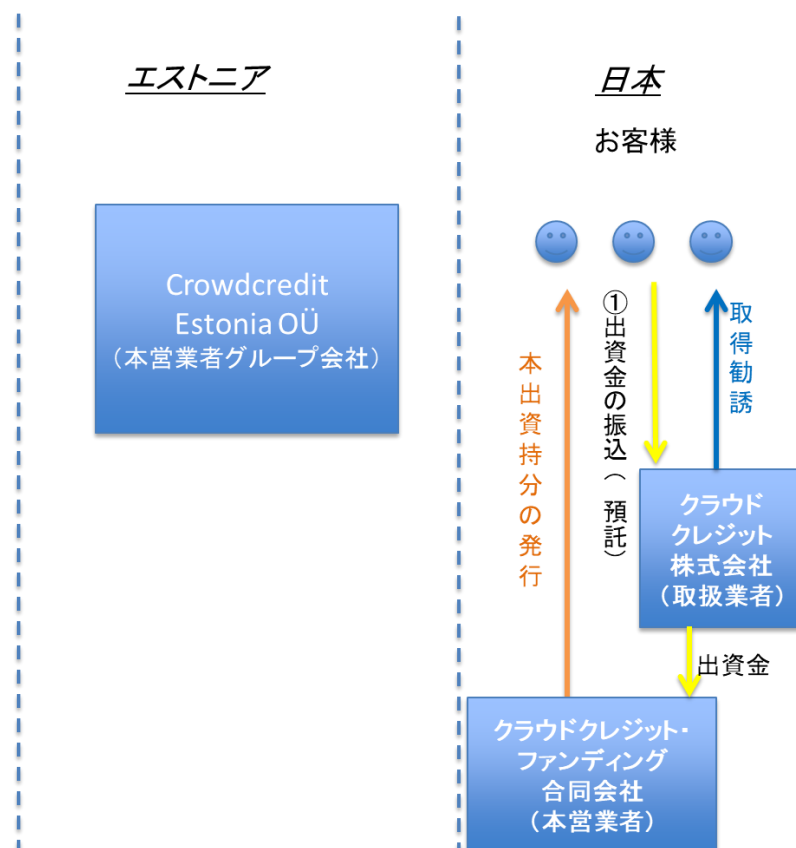 エストニア
日本
お客様
Crowdcredit
Estonia OÜ
（本営業者グループ会社）
本出資持分の発行
①出資金の振込（預託）
取得勧誘
クラウド
クレジット
株式会社
（取扱業者）
出資金
クラウドクレジット・
ファンディング
合同会社
（本営業者）